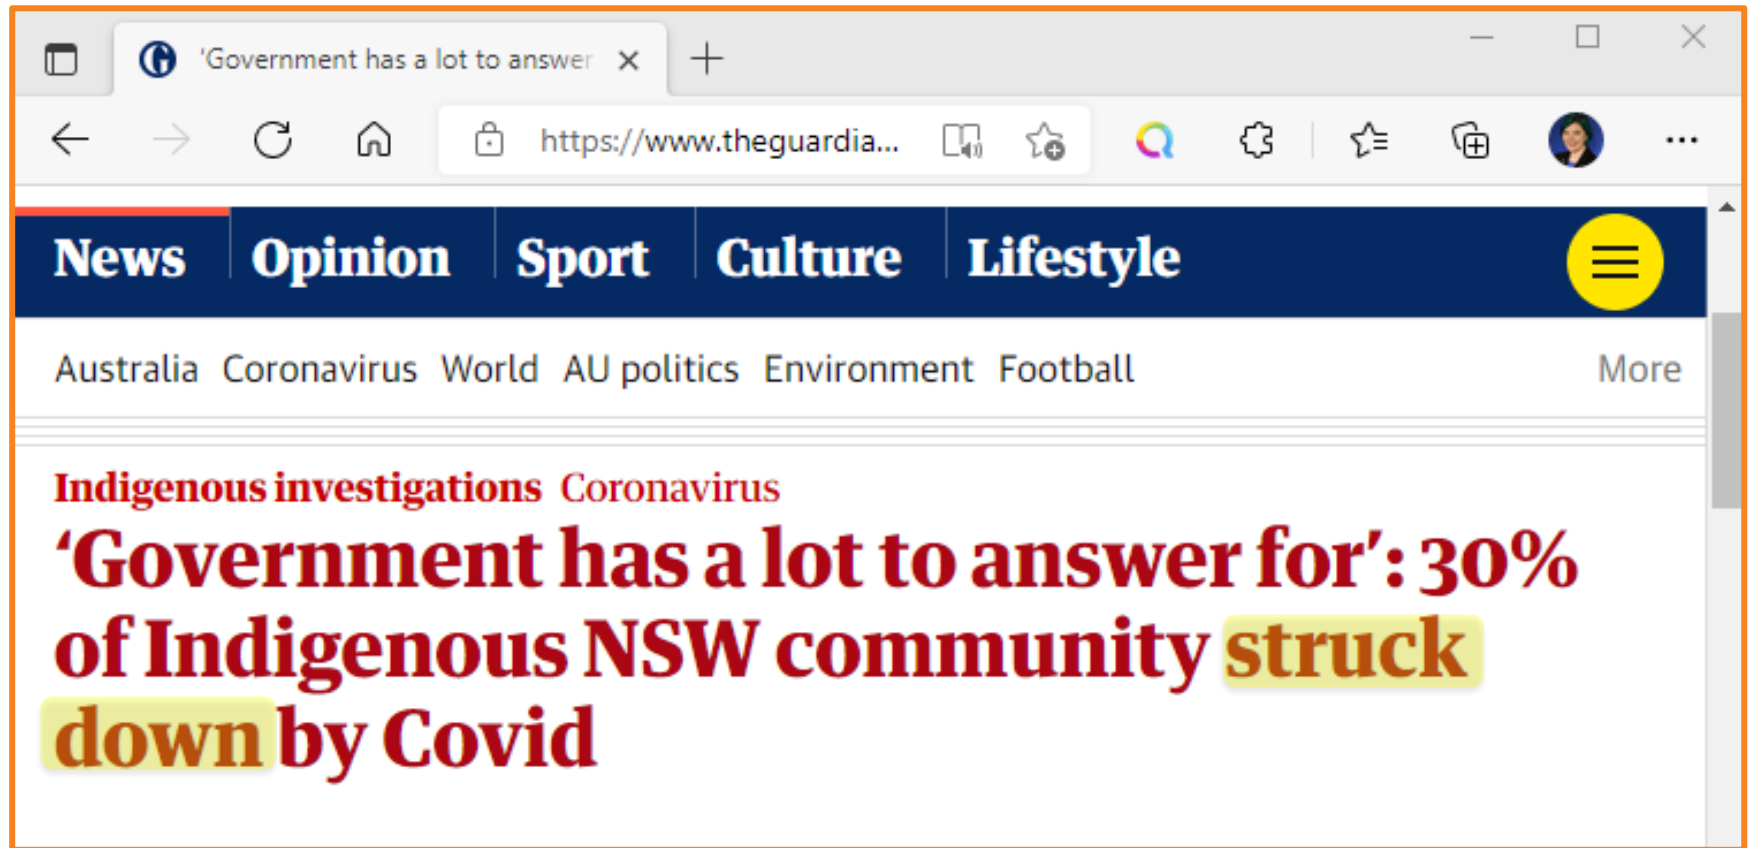 ‘Government has a lot to answer
https://www.theguardia...
News Opinion Sport Culture Lifestyle
Australia Coronavirus World AU politics Environment Football More
Indigenous investigations Coronavirus
‘Government has a lot to answer for’: 30%
of Indigenous NSW community struck
down by Covid